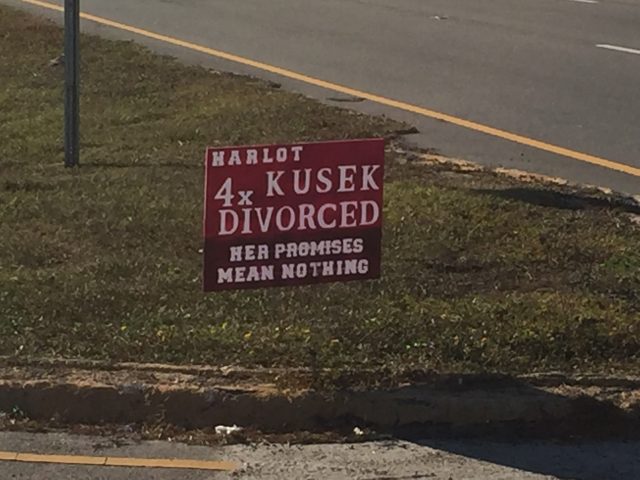 HARLOT
4x KUSEK
DIVORCED
HER PROMISES
MEAN NOTHING